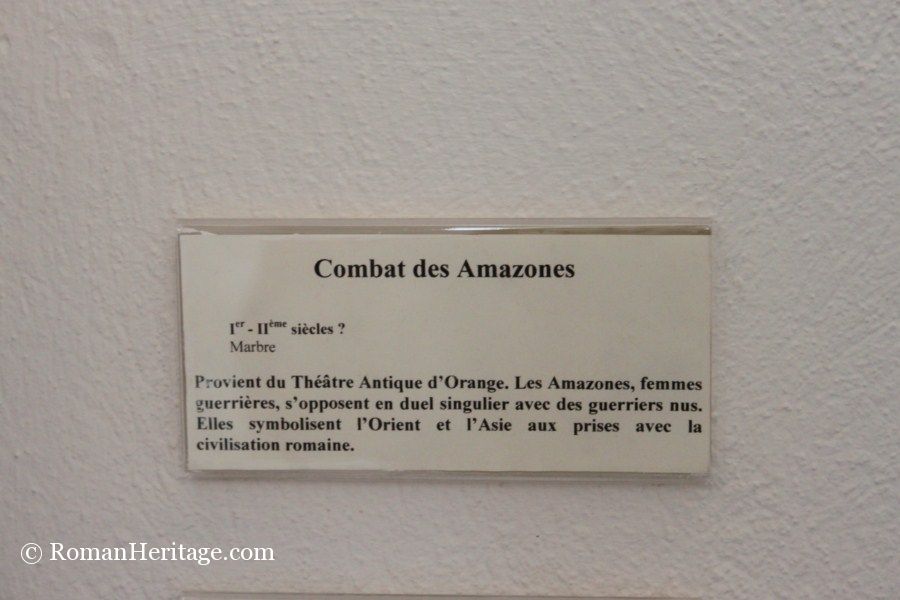 Combat des Amazones
Ier - IIème siècles ?
Marbre
Provient du Théâtre Antique d'Orange. Les Amazones, femmes
guerrières, s'opposent en duel singulier avec des guerriers nus.
Elles symbolisent l'Orient et l'Asie aux prises avec la
civilisation romaine.
© RomanHeritage.com